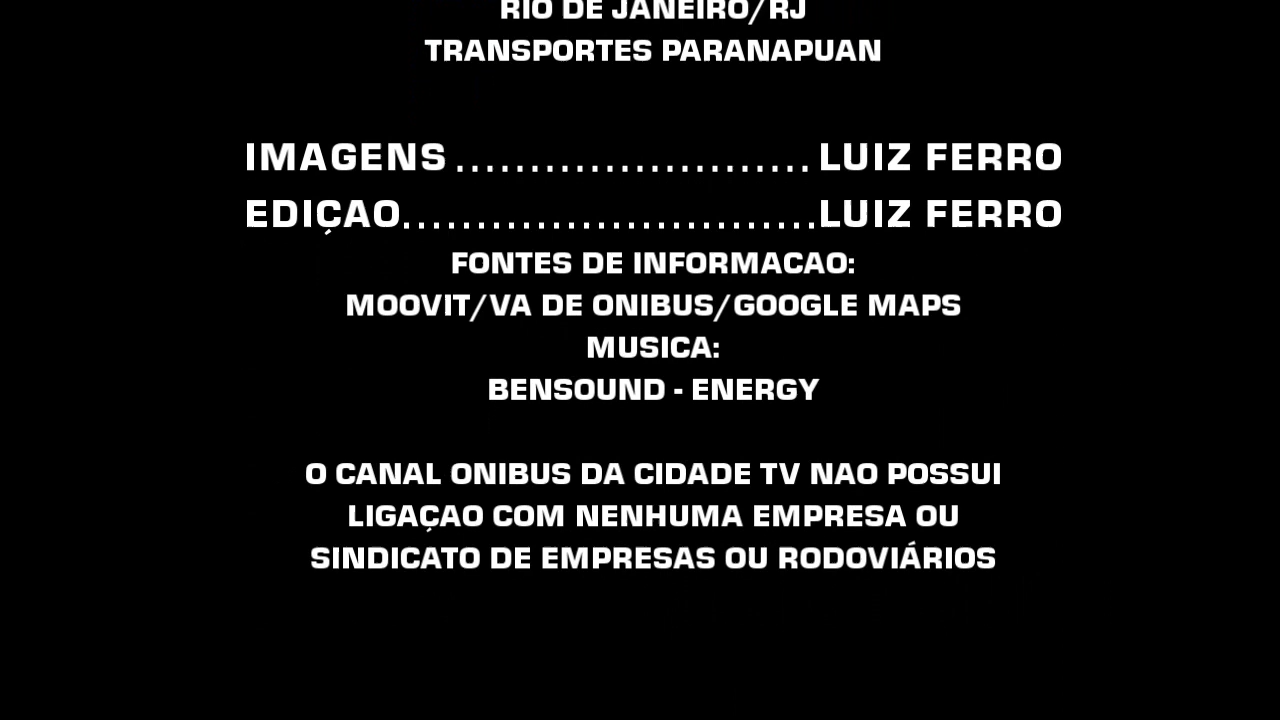 RIO DE JANEIRO/RJ
TRANSPORTES PARANAPUAN
IMAGENS ........................ LUIZ FERRO
EDIÇAO............................LUIZ FERRO
FONTES DE INFORMACAO:
MOOVIT/VA DE ONIBUS/GOOGLE MAPS
MUSICA:
BENSOUND - ENERGY
O CANAL ONIBUS DA CIDADE TV NAO POSSUI
LIGAÇAO COM NENHUMA EMPRESA OU
SINDICATO DE EMPRESAS OU RODOVIÁRIOS